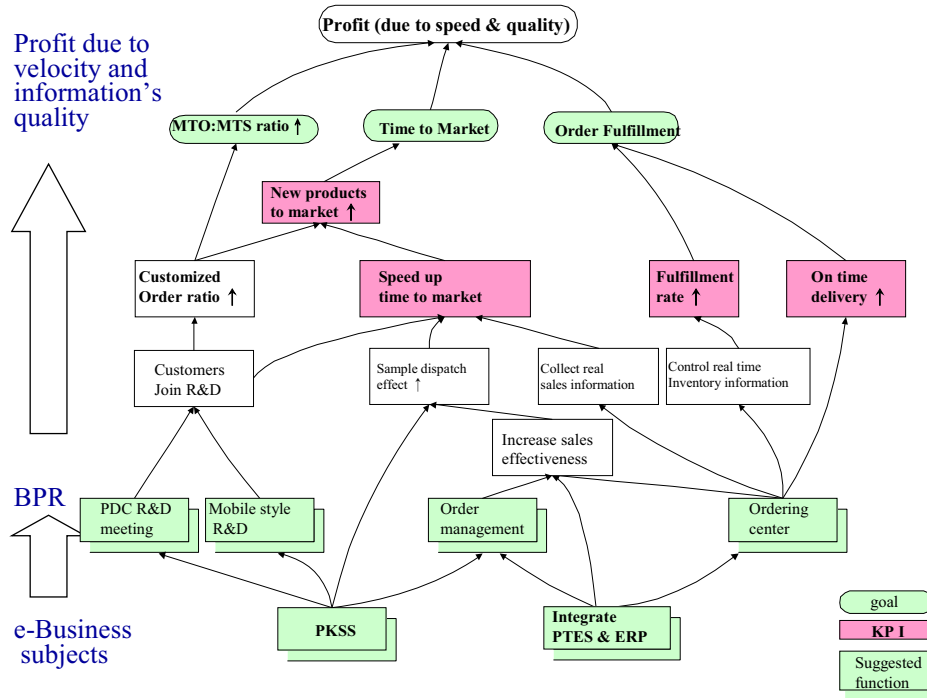 Profit (due to speed & quality)
Profit due to
velocity and
information’s
quality
MTO:MTS ratio ↑
Time to Market
Order Fulfillment
New products
to market ↑
Customized
Order ratio ↑
Speed up
time to market
Fulfillment
rate ↑
On time
delivery ↑
Customers
Join R&D
Sample dispatch
effect ↑
Collect real
sales information
Control real time
Inventory information
Increase sales
effectiveness
BPR
PDC R&D
meeting
Mobile style
R&D
Order
management
Ordering
center
e-Business
subjects
PKSS
Integrate
PTES & ERP
goal
KP I
Suggested
function